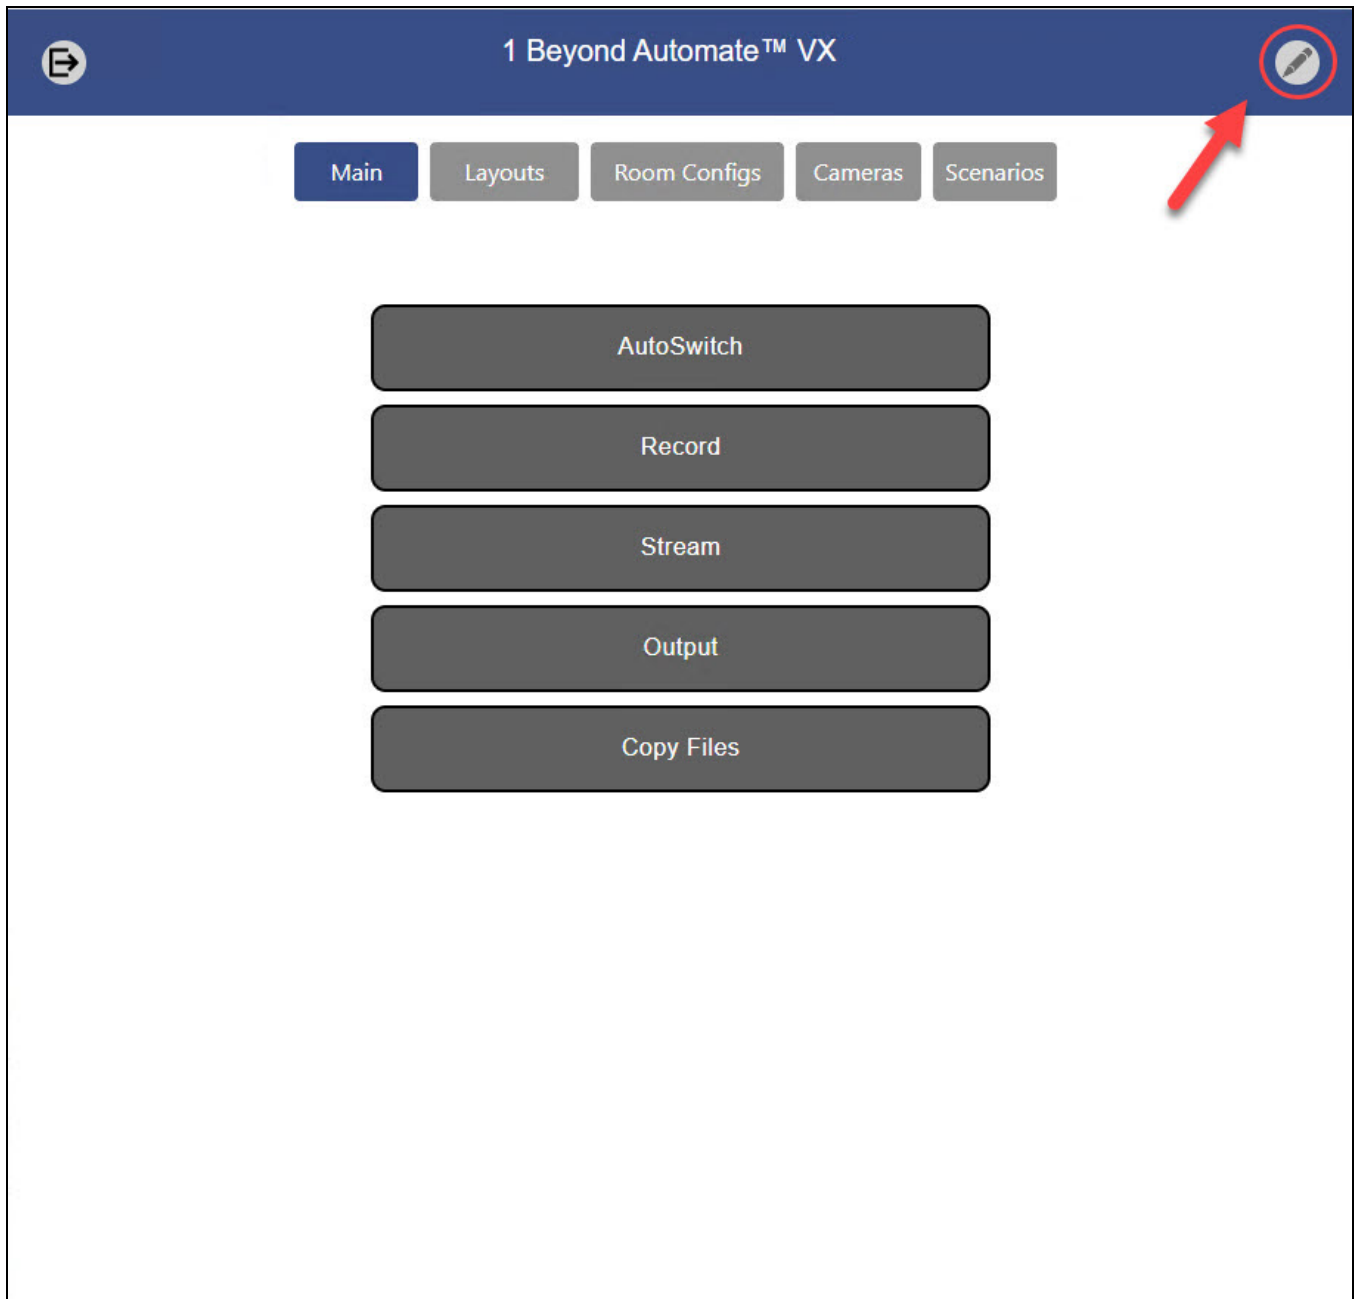 1 Beyond Automate™ VX
Main Layouts Room Configs Cameras Scenarios
AutoSwitch
Record
Stream
Output
Copy Files